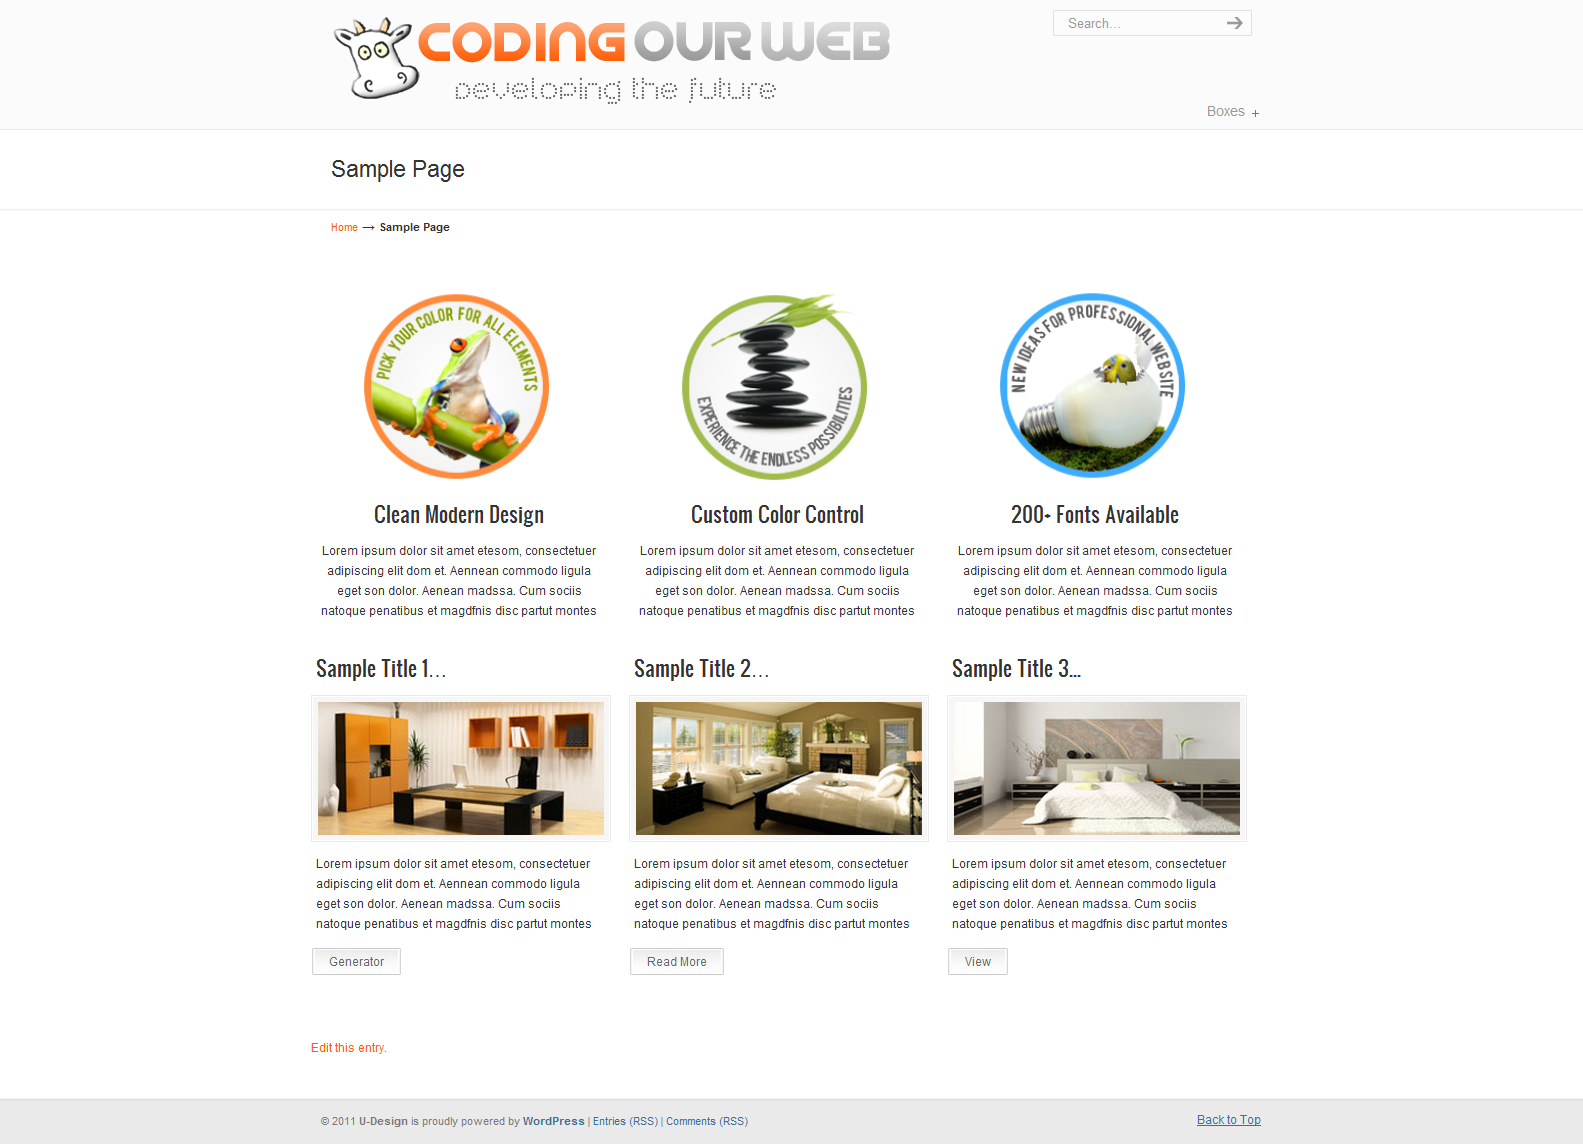 CODING OUR WEB
Search...
developing the future
Boxes +
Sample Page
Home → Sample Page
PICK YOUR COLOR FOR ALL ELEMENTS
EXPERIENCE THE ENDLESS POSSIBILITIES
NEW IDEAS FOR PROFESSIONAL WEBSITE
Clean Modern Design
Lorem ipsum dolor sit amet etesom, consectetuer
adipiscing elit dom et. Aennean commodo ligula
eget son dolor. Aenean madssa. Cum sociis
natoque penatibus et magdfnis disc partut montes
Custom Color Control
Lorem ipsum dolor sit amet etesom, consectetuer
adipiscing elit dom et. Aennean commodo ligula
eget son dolor. Aenean madssa. Cum sociis
natoque penatibus et magdfnis disc partut montes
200+ Fonts Available
Lorem ipsum dolor sit amet etesom, consectetuer
adipiscing elit dom et. Aennean commodo ligula
eget son dolor. Aenean madssa. Cum sociis
natoque penatibus et magdfnis disc partut montes
Sample Title 1...
Lorem ipsum dolor sit amet etesom, consectetuer
adipiscing elit dom et. Aennean commodo ligula
eget son dolor. Aenean madssa. Cum sociis
natoque penatibus et magdfnis disc partut montes
Generator
Sample Title 2...
Lorem ipsum dolor sit amet etesom, consectetuer
adipiscing elit dom et. Aennean commodo ligula
eget son dolor. Aenean madssa. Cum sociis
natoque penatibus et magdfnis disc partut montes
Read More
Sample Title 3...
Lorem ipsum dolor sit amet etesom, consectetuer
adipiscing elit dom et. Aennean commodo ligula
eget son dolor. Aenean madssa. Cum sociis
natoque penatibus et magdfnis disc partut montes
View
Edit this entry.
© 2011 U-Design is proudly powered by WordPress | Entries (RSS) | Comments (RSS)
Back to Top